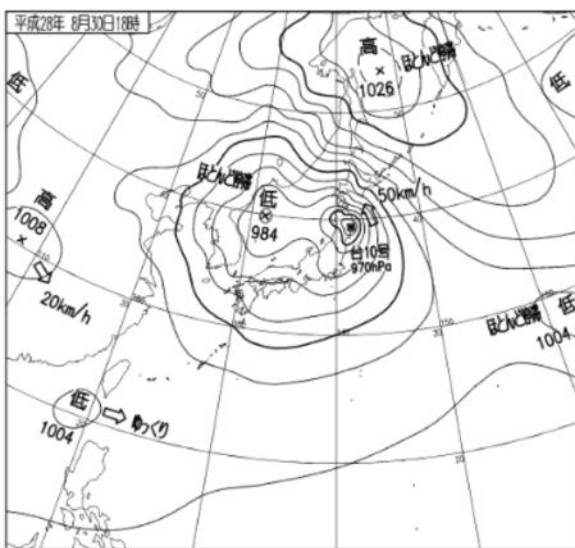 平成28年 8月30日18時
高
1026
ほとんど停滞
低
低
ほとんど停滞
低
984
50km/h
台10号
970hPa
高
1008
20km/h
ほとんど停滞
低
1004
低
1004
ゆっくり